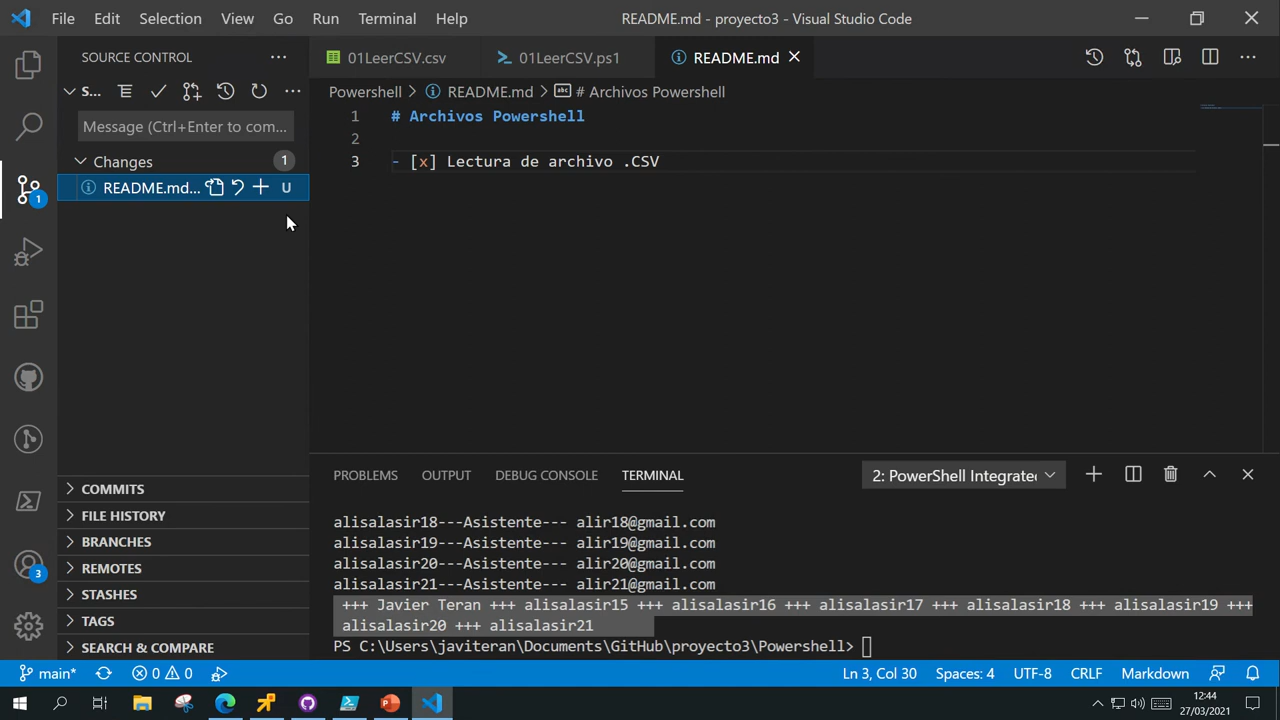 File Edit Selection View Go Run Terminal Help README.md - proyecto3 - Visual Studio Code
SOURCE CONTROL
01LeerCSV.csv 01LeerCSV.ps1 README.md
S...
Powershell > README.md > # Archivos Powershell
Message (Ctrl+Enter to com...
1 # Archivos Powershell
2
Changes 1
3 - [x] Lectura de archivo .CSV
README.md... U
1
3
COMMITS
FILE HISTORY
BRANCHES
REMOTES
STASHES
TAGS
SEARCH & COMPARE
PROBLEMS OUTPUT DEBUG CONSOLE TERMINAL 2: PowerShell Integrate
alisalasir18---Asistente--- alir18@gmail.com
alisalasir19---Asistente--- alir19@gmail.com
alisalasir20---Asistente--- alir20@gmail.com
alisalasir21---Asistente--- alir21@gmail.com
+++ Javier Teran +++ alisalasir15 +++ alisalasir16 +++ alisalasir17 +++ alisalasir18 +++ alisalasir19 +++
alisalasir20 +++ alisalasir21
PS C:\Users\javiteran\Documents\GitHub\proyecto3\Powershell>
main* 0 0 Ln 3, Col 30 Spaces: 4 UTF-8 CRLF Markdown
12:44
27/03/2021